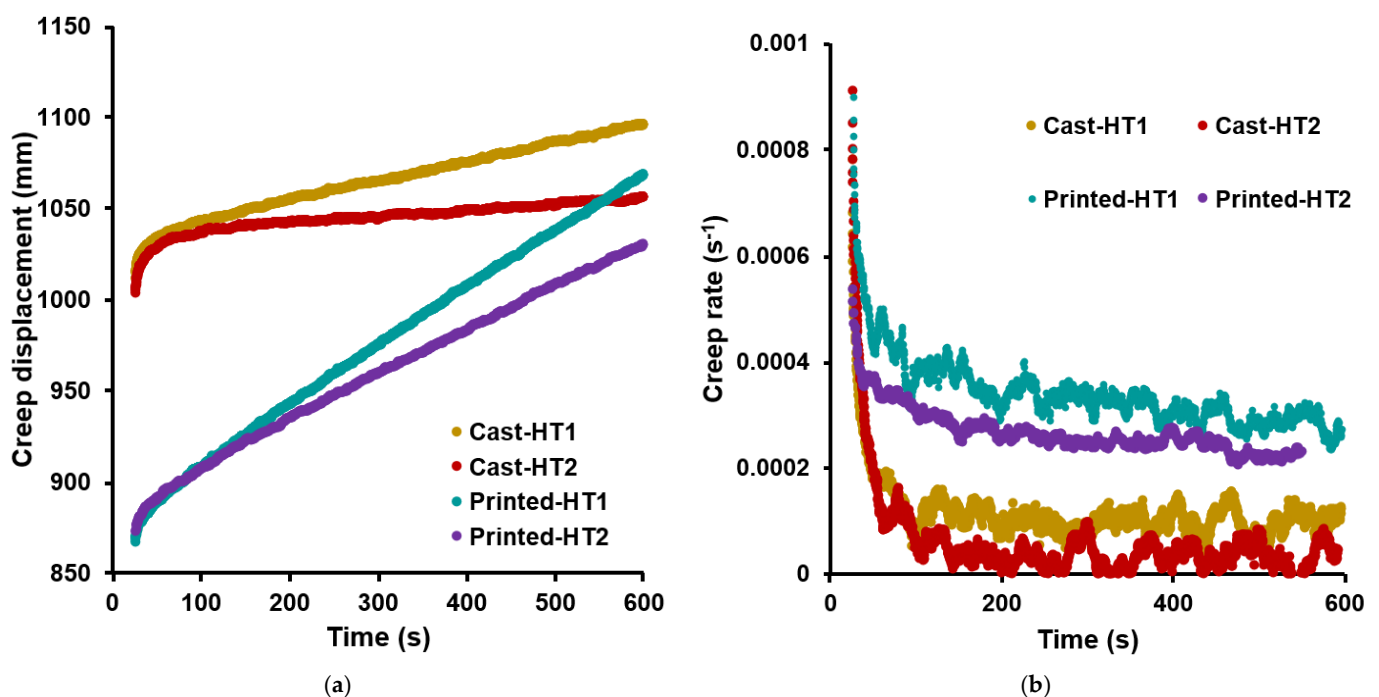 1150
1100
1050
1000
950
900
850
0 100 200 300 400 500 600
Creep displacement (mm)
Time (s)
Cast-HT1
Cast-HT2
Printed-HT1
Printed-HT2
(a)
0.001
0.0008
0.0006
0.0004
0.0002
0
0 200 400 600
Creep rate (s⁻¹)
Time (s)
Cast-HT1 Cast-HT2
Printed-HT1 Printed-HT2
(b)